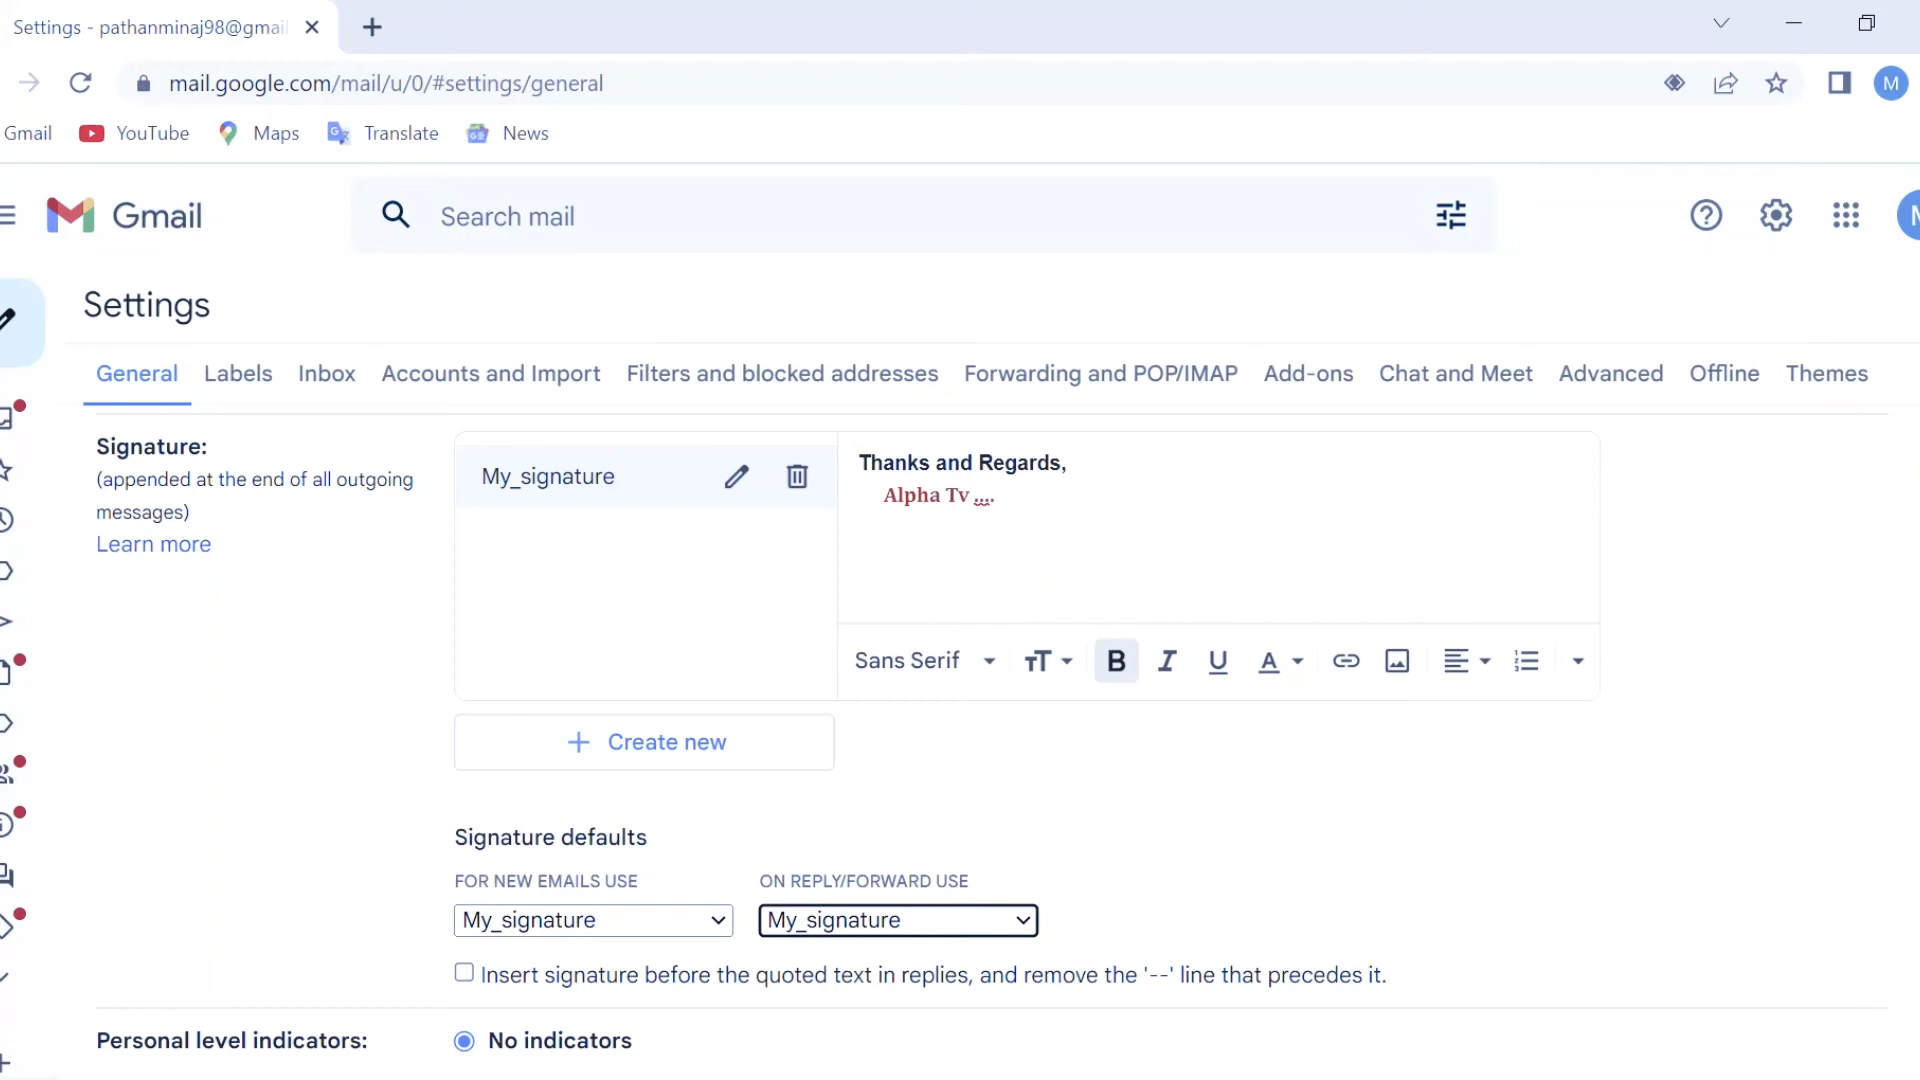 Settings - pathanminaj98@gmai
mail.google.com/mail/u/0/#settings/general
M
Gmail YouTube Maps Translate News
Gmail
Search mail
Settings
General Labels Inbox Accounts and Import Filters and blocked addresses Forwarding and POP/IMAP Add-ons Chat and Meet Advanced Offline Themes
Signature:
(appended at the end of all outgoing
messages)
Learn more
My_signature
Thanks and Regards,
Alpha Tv ....
Sans Serif
Create new
Signature defaults
FOR NEW EMAILS USE ON REPLY/FORWARD USE
My_signature My_signature
Insert signature before the quoted text in replies, and remove the '--' line that precedes it.
Personal level indicators: No indicators